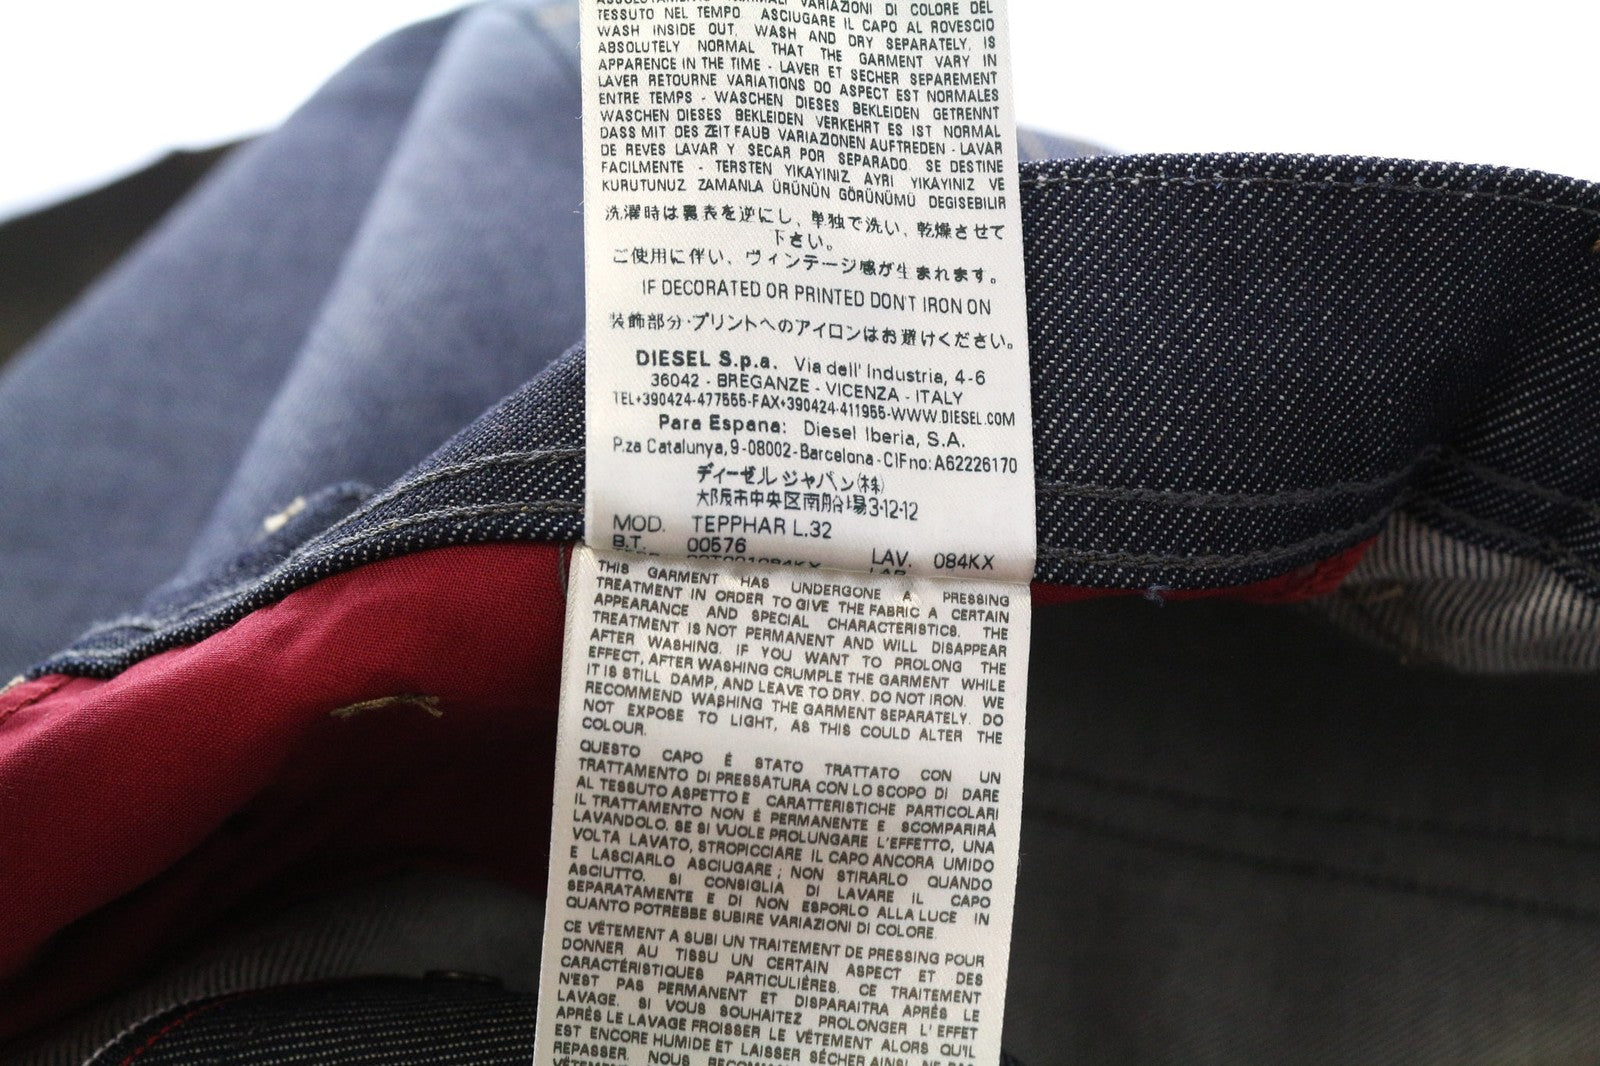 VARIAZIONI DI COLORE DEL
TESSUTO NEL TEMPO ASCIUGARE IL CAPO AL ROVESCIO
WASH INSIDE OUT, WASH AND DRY SEPARATELY, IS
ABSOLUTELY NORMAL THAT THE GARMENT VARY IN
APPARENCE IN THE TIME - LAVER ET SECHER SEPAREMENT
LAVER RETOURNE VARIATIONS DO ASPECT EST NORMALES
ENTRE TEMPS - WASCHEN DIESES BEKLEIDEN GETRENNT
WASCHEN DIESES BEKLEIDEN VERKEHRT ES IST NORMAL
DASS MIT DES ZEIT FAUB VARIAZIONEN AUFTREDEN - LAVAR
DE REVES LAVAR Y SECAR POR SEPARADO. SE DESTINE
FACILMENTE - TERSTEN YIKAYINIZ AYRI YIKAYINIZ VE
KURUTUNUZ ZAMANLA ÜRÜNÜN GÖRÜNÜMÜ DEGISEBILIR
洗濯時は裏表を逆にし、単独で洗い、乾燥させて
下さい。
ご使用に伴い、ヴィンテージ感が生まれます。
IF DECORATED OR PRINTED DON'T IRON ON
装飾部分・プリントへのアイロンはお避けください。
DIESEL S.p.a. Via dell' Industria, 4-6
36042 - BREGANZE - VICENZA - ITALY
TEL+390424-477555-FAX+390424-411955-WWW.DIESEL.COM
Para Espana: Diesel Iberia, S.A.
P.za Catalunya, 9-08002-Barcelona-CIFno:A62226170
ディーゼル ジャパン(株)
大阪市中央区南船場3-12-12
MOD. TEPPHAR L.32
B.T. 00576 LAV. 084KX
THIS GARMENT HAS UNDERGONE A PRESSING
TREATMENT IN ORDER TO GIVE THE FABRIC A CERTAIN
APPEARANCE AND SPECIAL CHARACTERISTICS. THE
TREATMENT IS NOT PERMANENT AND WILL DISAPPEAR
AFTER WASHING. IF YOU WANT TO PROLONG THE
EFFECT, AFTER WASHING CRUMPLE THE GARMENT WHILE
IT IS STILL DAMP, AND LEAVE TO DRY. DO NOT IRON. WE
RECOMMEND WASHING THE GARMENT SEPARATELY. DO
NOT EXPOSE TO LIGHT, AS THIS COULD ALTER THE
COLOUR.
QUESTO CAPO È STATO TRATTATO CON UN
TRATTAMENTO DI PRESSATURA CON LO SCOPO DI DARE
AL TESSUTO ASPETTO E CARATTERISTICHE PARTICOLARI
IL TRATTAMENTO NON È PERMANENTE E SCOMPARIRÀ
LAVANDOLO. SE SI VUOLE PROLUNGARE L'EFFETTO, UNA
VOLTA LAVATO, STROPICCIARE IL CAPO ANCORA UMIDO
E LASCIARLO ASCIUGARE; NON STIRARLO QUANDO
ASCIUTTO. SI CONSIGLIA DI LAVARE IL CAPO
SEPARATAMENTE E DI NON ESPORLO ALLA LUCE IN
QUANTO POTREBBE SUBIRE VARIAZIONI DI COLORE.
CE VÊTEMENT A SUBI UN TRAITEMENT DE PRESSING POUR
DONNER AU TISSU UN CERTAIN ASPECT ET DES
CARACTÉRISTIQUES PARTICULIÈRES. CE TRAITEMENT
N'EST PAS PERMANENT ET DISPARAITRA APRÈS LE
LAVAGE. SI VOUS SOUHAITEZ PROLONGER L'EFFET
APRÈS LE LAVAGE FROISSER LE VÊTEMENT ALORS QU'IL
EST ENCORE HUMIDE ET LAISSER SÉCHER AINSI. NE PAS
REPASSER. NOUS